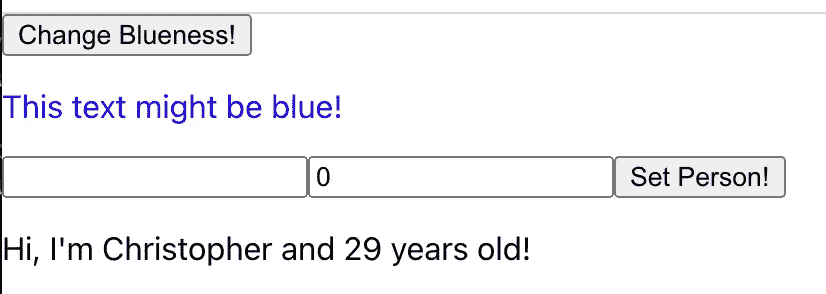 Change Blueness!
This text might be blue!
0 Set Person!
Hi, I'm Christopher and 29 years old!